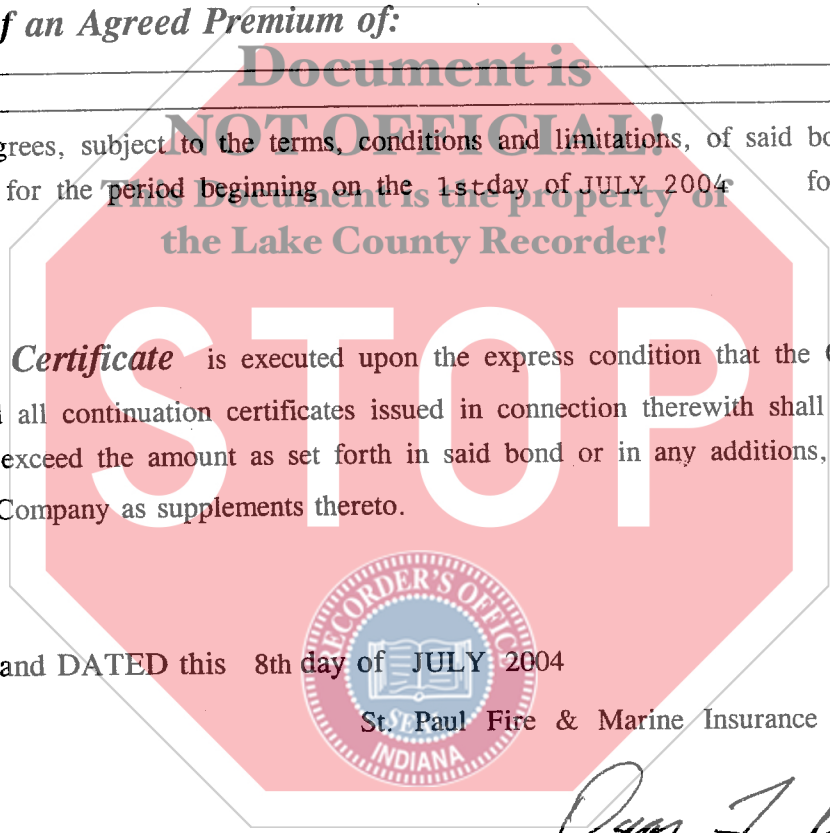 f an Agreed Premium of:
Document is
NOT OFFICIAL!
grees, subject to the terms, conditions and limitations, of said bo
for the period beginning on the 1stday of JULY 2004 fo
This Document is the property of
the Lake County Recorder!
STOP
Certificate is executed upon the express condition that the
all continuation certificates issued in connection therewith shall
exceed the amount as set forth in said bond or in any additions,
Company as supplements thereto.
RECORDER'S OFFICE
and DATED this 8th day of JULY 2004
SEAL
St. Paul Fire & Marine Insurance
INDIANA